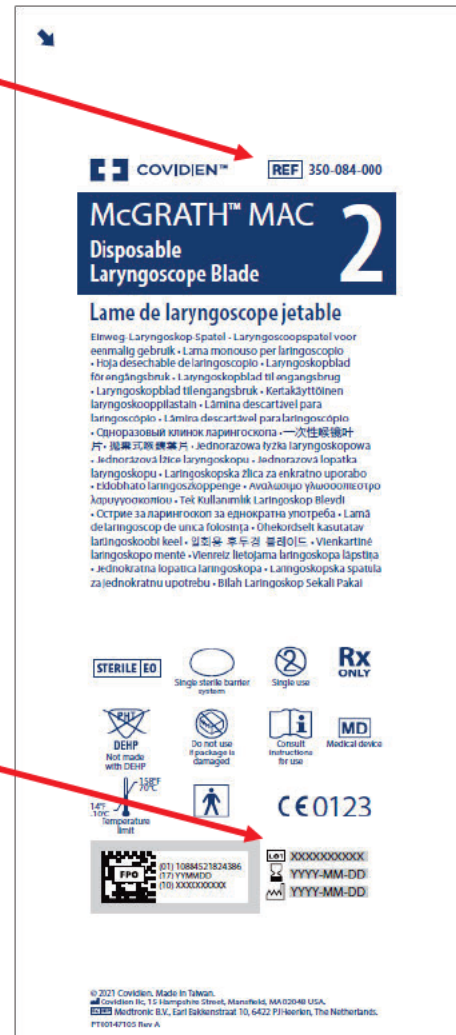 COVIDIEN™
REF 350-084-000
McGRATH™ MAC 2
Disposable
Laryngoscope Blade
Lame de laryngoscope jetable
Einweg-Laryngoskop-Spatel • Laryngoscoopspatel voor
eenmalig gebruik • Lama monouso per laringoscopio
• Hoja desechable de laringoscopio • Laryngoskopblad
för engångsbruk • Laryngoskopblad til engangsbrug
• Laryngoskopblad til engangsbruk • Kertakäyttöinen
laryngoskooppilastain • Lâmina descartável para
laringoscópio • Lâmina descartável para laringoscópio
• Одноразовый клинок ларингоскопа • 一次性喉镜叶
片 • 拋棄式喉鏡葉片 • Jednorazowa łyżka laryngoskopowa
• Jednorázová lžíce laryngoskopu • Jednorazová lopatka
laryngoskopu • Laringoskopska žlica za enkratno uporabo
• Eldobható laringoszkóppenge • Αναλώσιμο γλωσσοπίεστρο
λαρυγγοσκοπίου • Tek Kullanımlık Laringoskop Bleydi
• Острие за ларингоскоп за еднократна употреба • Lamă
de laringoscop de unică folosință • Ühekordselt kasutatav
larüngoskoobi keel • 일회용 후두경 블레이드 • Vienkartinė
laringoskopo mentė • Vienreiz lietojama laringoskopa lāpstiņa
• Jednokratna lopatica laringoskopa • Laringoskopska spatula
za jednokratnu upotrebu • Bilah Laringoskop Sekali Pakai
STERILE EO
Single sterile barrier
system
2
Single use
Rx
ONLY
PHT
DEHP
Not made
with DEHP
Do not use
if package is
damaged
Consult
instructions
for use
MD
Medical device
158°F
70°C
14°F
-10°C
Temperature
limit
CE 0123
FPO
(01) 10884521824386
(17) YYMMDD
(10) XXXXXXXXXX
LOT XXXXXXXXXX
YYYY-MM-DD
YYYY-MM-DD
© 2021 Covidien. Made in Taiwan.
Covidien llc, 15 Hampshire Street, Mansfield, MA 02048 USA.
Medtronic B.V., Earl Bakkenstraat 10, 6422 PJ Heerlen, The Netherlands.
PT00147105 Rev A